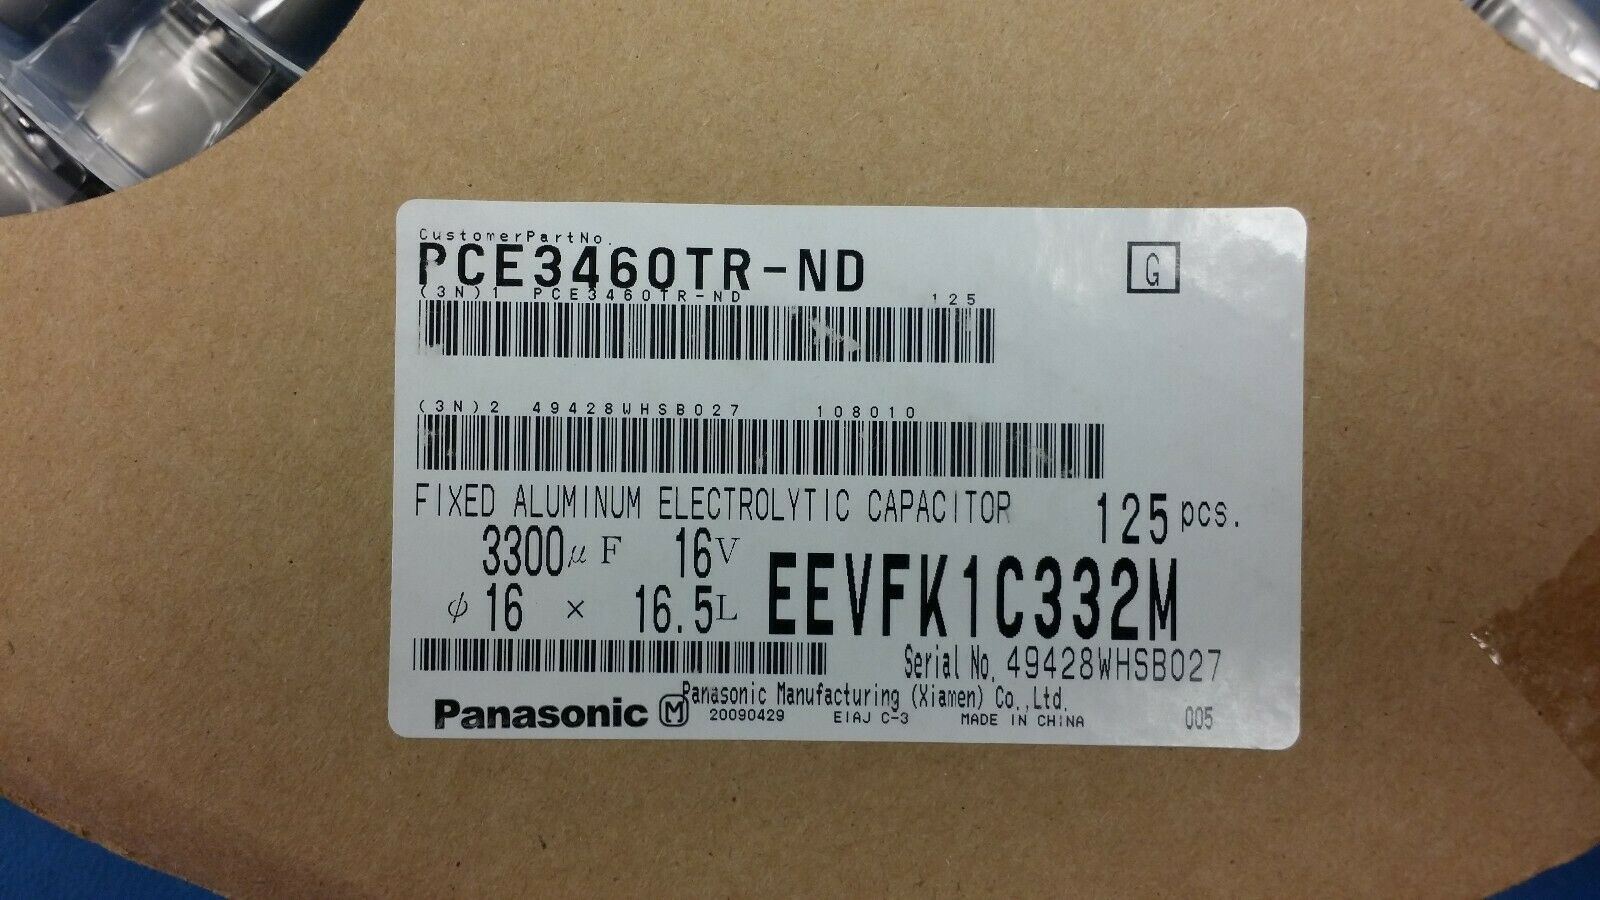 CustomerPartNo.
PCE3460TR-ND
G
(3N)1 PCE3460TR-ND 125
(3N)2 49428WHSB027 108010
FIXED ALUMINUM ELECTROLYTIC CAPACITOR 125 pcs.
3300μF 16V
EEVFK1C332M
φ16 × 16.5L
Serial No. 49428WHSB027
Panasonic M Panasonic Manufacturing (Xiamen) Co.,Ltd.
20090429 EIAJ C-3 MADE IN CHINA 005